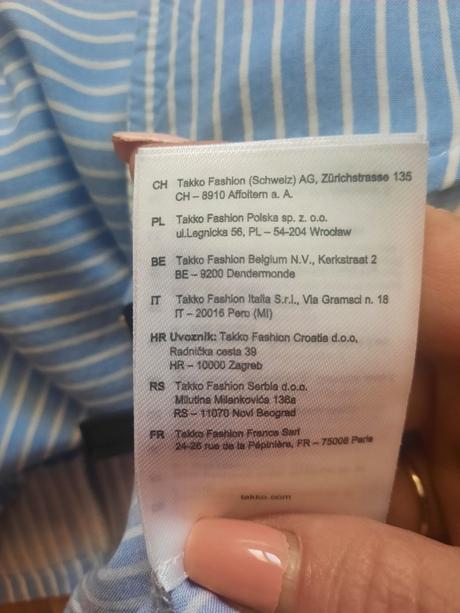 CH Takko Fashion (Schweiz) AG, Zürichstrasse 135
CH – 8910 Affoltern a. A.
PL Takko Fashion Polska sp. z. o.o.
ul.Legnicka 56, PL – 54-204 Wrocław
BE Takko Fashion Belgium N.V., Kerkstraat 2
BE – 9200 Dendermonde
IT Takko Fashion Italia S.r.l., Via Gramsci n. 18
IT – 20016 Pero (MI)
HR Uvoznik: Takko Fashion Croatia d.o.o,
Radnička cesta 39
HR – 10000 Zagreb
RS Takko Fashion Serbia d.o.o.
Milutina Milankovića 136a
RS – 11070 Novi Beograd
FR Takko Fashion France Sarl
24-26 rue de la Pépinière, FR – 75008 Paris
takko.com